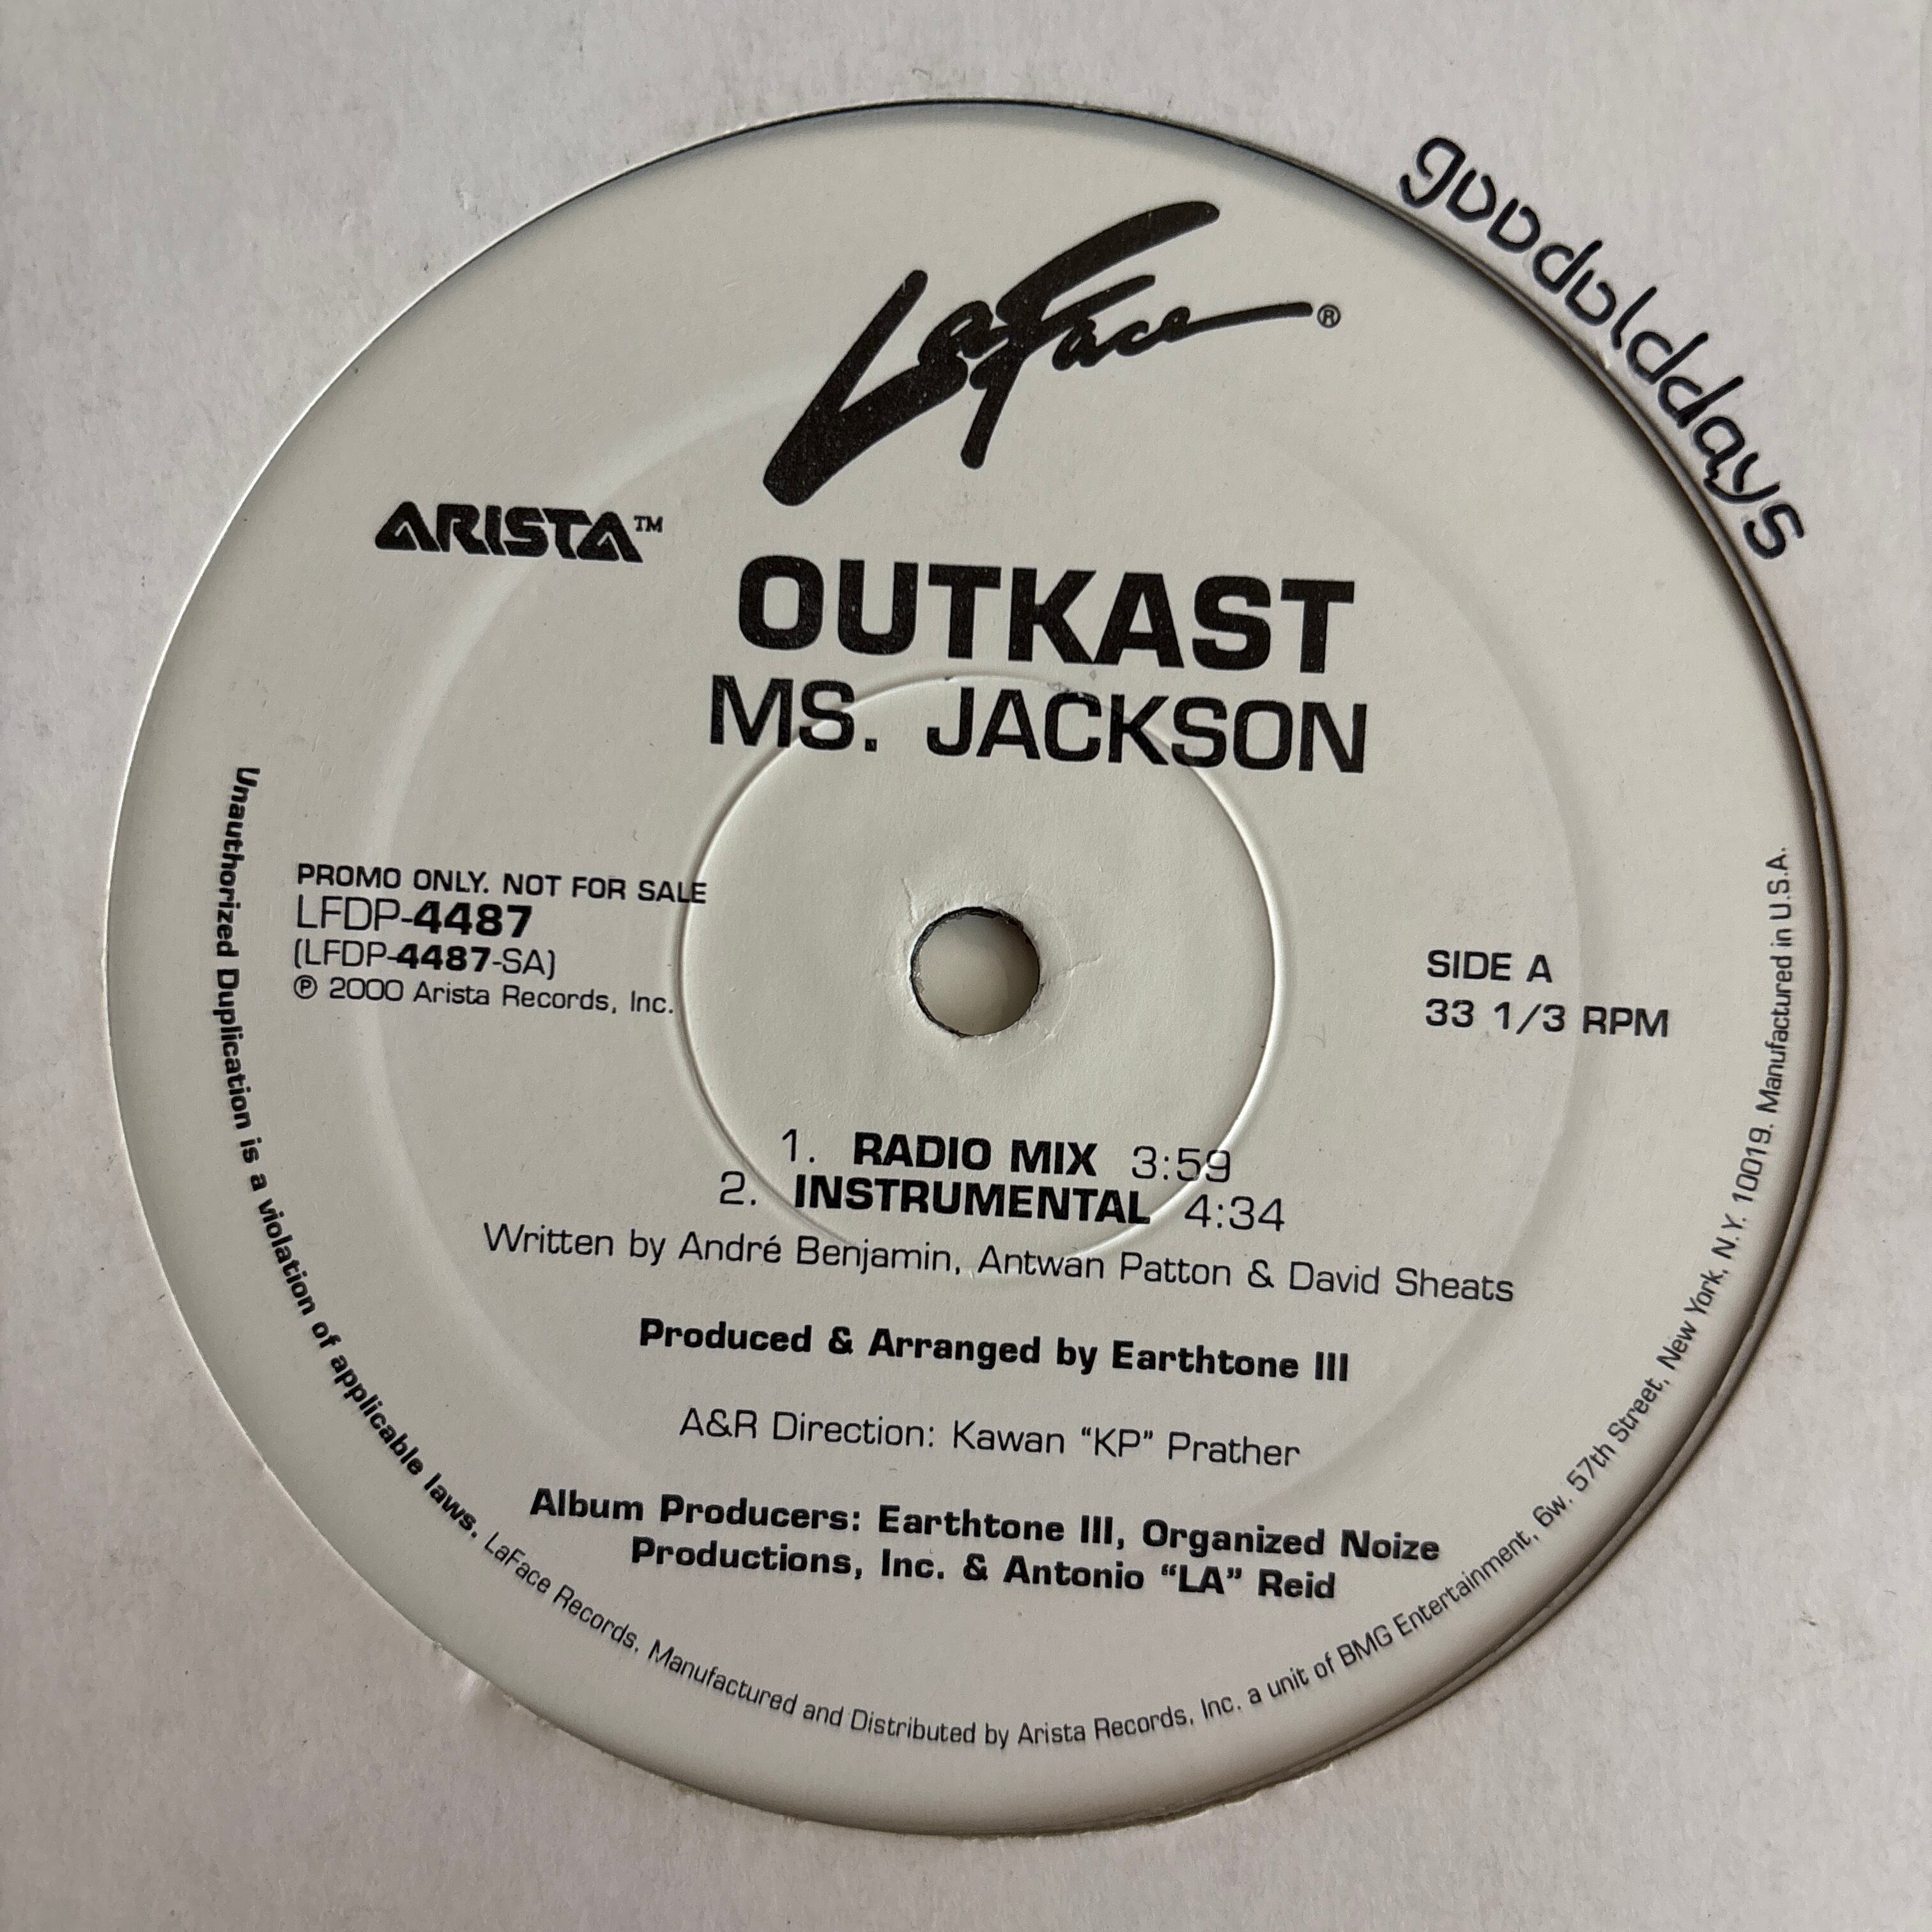 goodolddays
LaFace®
ARISTA™
OUTKAST
MS. JACKSON
PROMO ONLY. NOT FOR SALE
LFDP-4487
(LFDP-4487-SA)
℗ 2000 Arista Records, Inc.
SIDE A
33 1/3 RPM
1. RADIO MIX 3:59
2. INSTRUMENTAL 4:34
Written by André Benjamin, Antwan Patton & David Sheats
Produced & Arranged by Earthtone III
A&R Direction: Kawan “KP” Prather
Album Producers: Earthtone III, Organized Noize
Productions, Inc. & Antonio “LA” Reid
Unauthorized Duplication is a violation of applicable laws. LaFace Records. Manufactured and Distributed by Arista Records, Inc. a unit of BMG Entertainment, 6w. 57th Street, New York, N.Y. 10019. Manufactured in U.S.A.